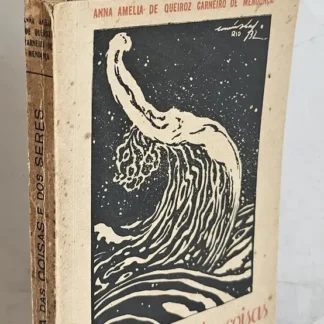 ANNA AMELIA DE QUEIROZ CARNEIRO DE MENDONÇA
RIO
coisas
DAS COISAS E DOS SERES